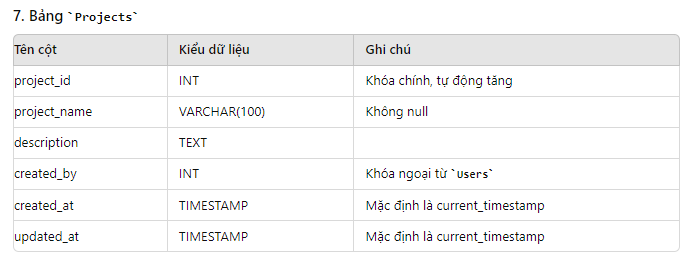 7. Bảng `Projects`
Tên cột Kiểu dữ liệu Ghi chú
project_id INT Khóa chính, tự động tăng
project_name VARCHAR(100) Không null
description TEXT
created_by INT Khóa ngoại từ `Users`
created_at TIMESTAMP Mặc định là current_timestamp
updated_at TIMESTAMP Mặc định là current_timestamp